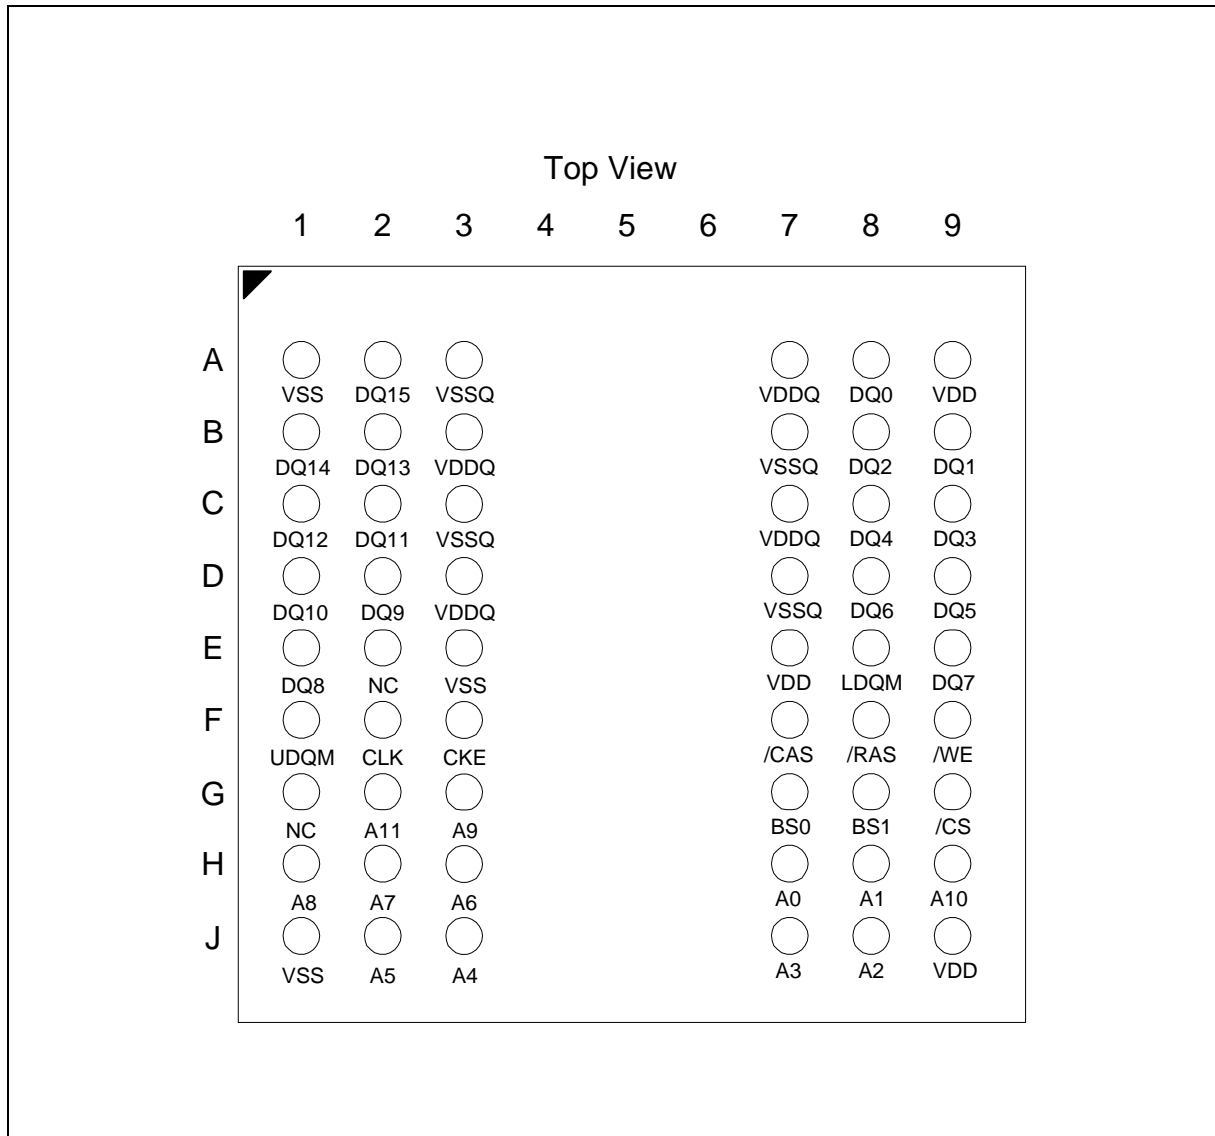 Top View
1 2 3 4 5 6 7 8 9
A
VSS DQ15 VSSQ VDDQ DQ0 VDD
B
DQ14 DQ13 VDDQ VSSQ DQ2 DQ1
C
DQ12 DQ11 VSSQ VDDQ DQ4 DQ3
D
DQ10 DQ9 VDDQ VSSQ DQ6 DQ5
E
DQ8 NC VSS VDD LDQM DQ7
F
UDQM CLK CKE /CAS /RAS /WE
G
NC A11 A9 BS0 BS1 /CS
H
A8 A7 A6 A0 A1 A10
J
VSS A5 A4 A3 A2 VDD